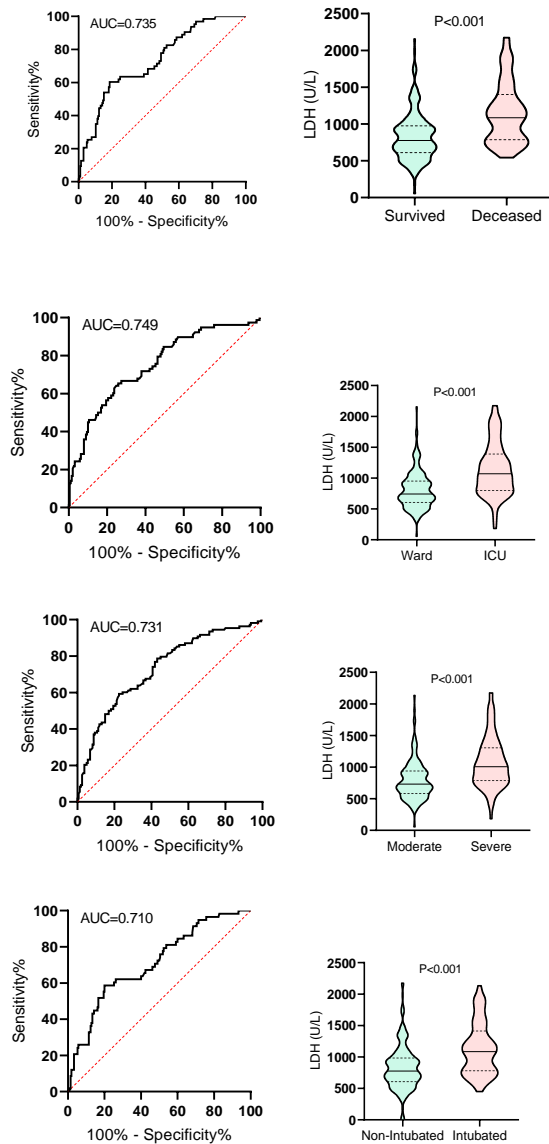 AUC=0.735
100
80
60
40
20
0
Sensitivity%
0 20 40 60 80 100
100% - Specificity%
P<0.001
2500
2000
1500
1000
500
0
LDH (U/L)
Survived Deceased
AUC=0.749
100
80
60
40
20
0
Sensitivity%
0 20 40 60 80 100
100% - Specificity%
P<0.001
2500
2000
1500
1000
500
0
LDH (U/L)
Ward ICU
AUC=0.731
100
80
60
40
20
0
Sensitivity%
0 20 40 60 80 100
100% - Specificity%
P<0.001
2500
2000
1500
1000
500
0
LDH (U/L)
Moderate Severe
AUC=0.710
100
80
60
40
20
0
Sensitivity%
0 20 40 60 80 100
100% - Specificity%
P<0.001
2500
2000
1500
1000
500
0
LDH (U/L)
Non-Intubated Intubated